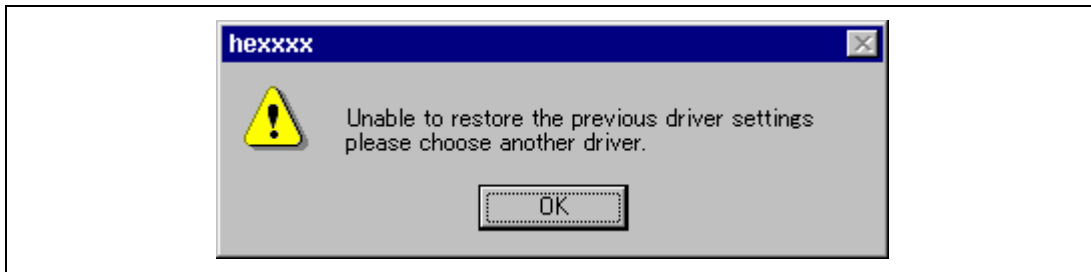 hexxxx
Unable to restore the previous driver settings
please choose another driver.
OK